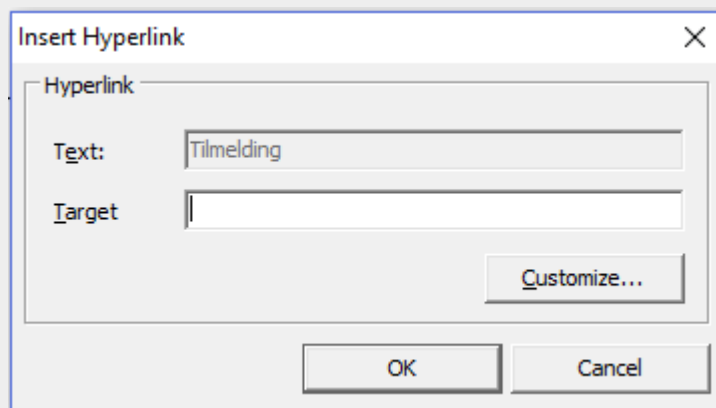 Insert Hyperlink
Hyperlink
Text:
Tilmelding
Target
Customize...
OK
Cancel